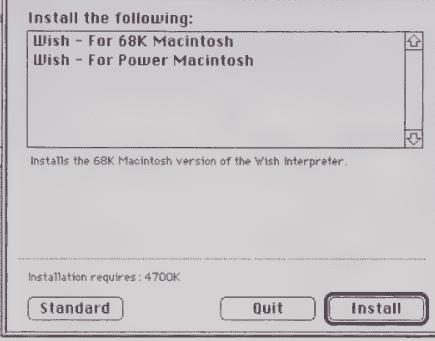 Install the following:
Wish - For 68K Macintosh
Wish - For Power Macintosh
Installs the 68K Macintosh version of the Wish Interpreter.
Installation requires: 4700K
Standard
Quit
Install